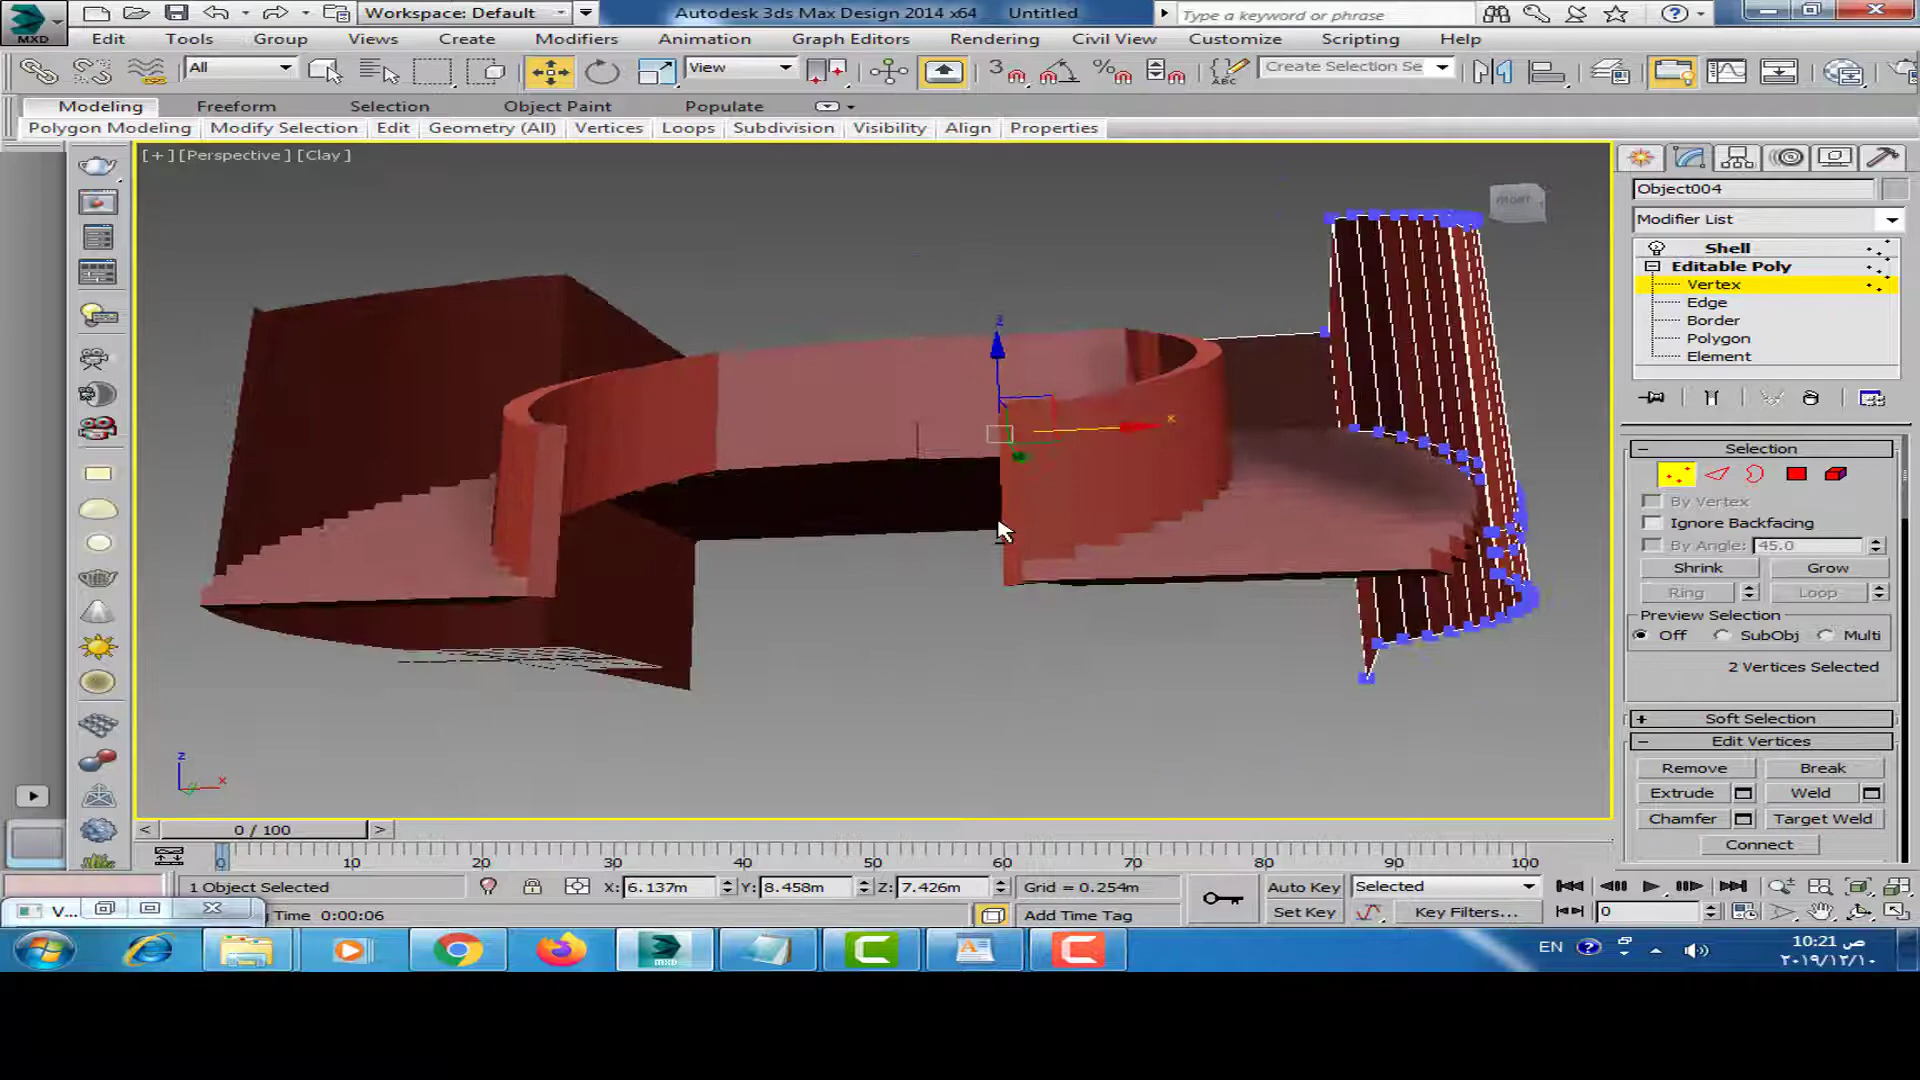 MXD
Workspace: Default
Autodesk 3ds Max Design 2014 x64 Untitled
Type a keyword or phrase
Edit Tools Group Views Create Modifiers Animation Graph Editors Rendering Civil View Customize Scripting Help
All
View
3
ABC
Create Selection Se
Modeling Freeform Selection Object Paint Populate
Polygon Modeling Modify Selection Edit Geometry (All) Vertices Loops Subdivision Visibility Align Properties
[+] [Perspective] [Clay]
FRONT
Object004
Modifier List
Shell
Editable Poly
Vertex
Edge
Border
Polygon
Element
Selection
By Vertex
Ignore Backfacing
By Angle: 45.0
Shrink Grow
Ring Loop
Preview Selection
Off SubObj Multi
2 Vertices Selected
Soft Selection
Edit Vertices
Remove Break
Extrude Weld
Chamfer Target Weld
Connect
z
x
z
x
< 0 / 100 >
0 10 20 30 40 50 60 70 80 90 100
1 Object Selected
X: 6.137m Y: 8.458m Z: 7.426m Grid = 0.254m
Auto Key Selected
V...
Time 0:00:06
Add Time Tag
Set Key Key Filters... 0
MXD
EN
10:21 ص
٢٠١٩/١٢/١٠